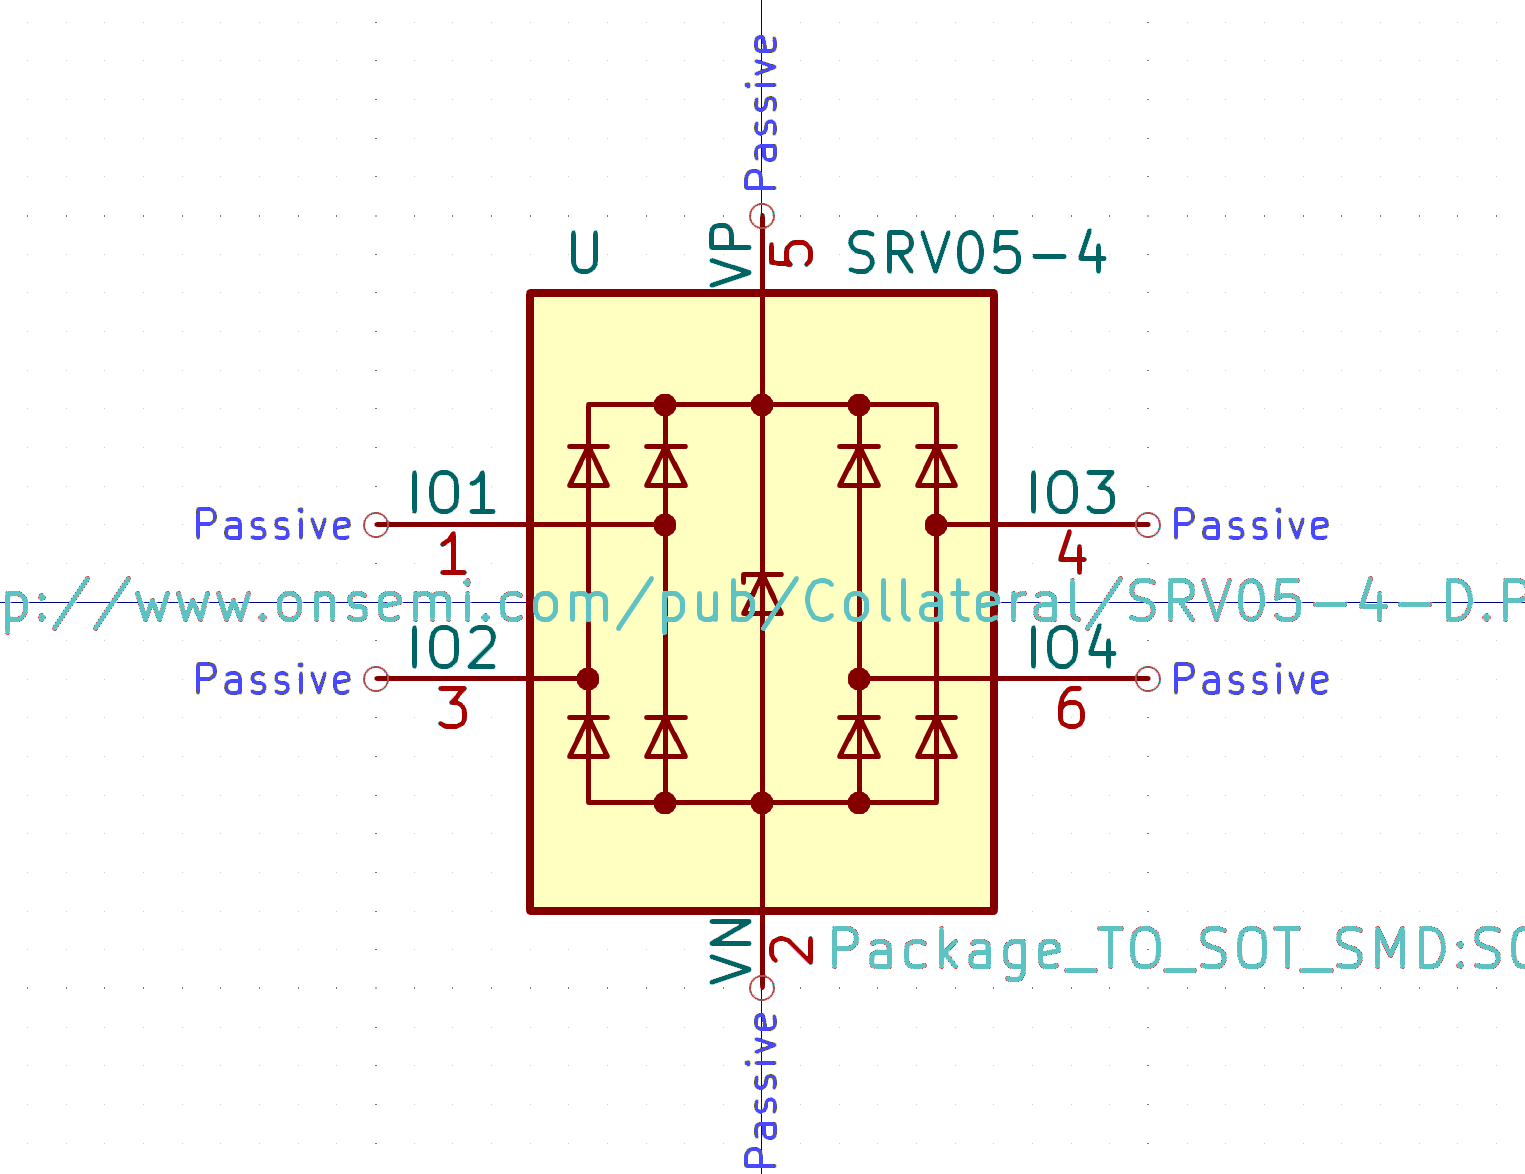 Passive
U
VP
5
SRV05-4
IO1
IO3
Passive
Passive
1
4
p://www.onsemi.com/pub/Collateral/SRV05-4-D.P
IO2
IO4
Passive
Passive
3
6
VN
2
Package_TO_SOT_SMD:SO
Passive